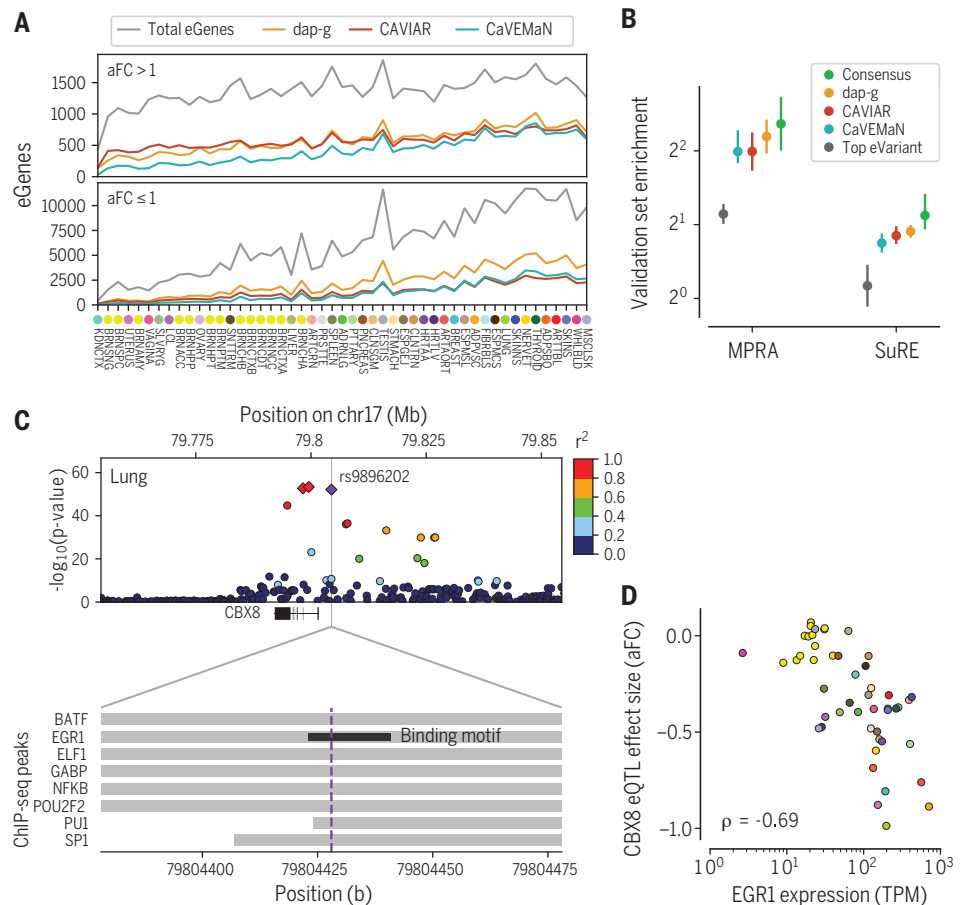 A
Total eGenes
dap-g
CAVIAR
CaVEMaN
aFC > 1
1500
1000
500
0
eGenes
aFC ≤ 1
10000
7500
5000
2500
0
KDNCTX
BRNSNG
BRNSPC
UTERUS
BRNAMY
VAGINA
SLVRYG
LCL
BRNACC
BRNHPP
OVARY
BRNHPT
BRNPTM
SNTTRM
BRNCHB
BRNCTXB
BRNCDT
BRNNCC
BRNCTXA
LIVER
BRNCHA
ARTCRN
PRSTTE
SPLEEN
ADRNLG
PTTARY
PNCREAS
CLNSGM
TESTIS
STMACH
ESPGEJ
CLNTRN
HRTAA
HRTLV
ARTAORT
BREAST
ESPMSL
ADPVSC
FIBRBLS
ESPMCS
LUNG
SKINNS
NERVET
THYROID
ADPSBQ
ARTTBL
SKINS
WHLBLD
MSCLSK
B
Consensus
dap-g
CAVIAR
CaVEMaN
Top eVariant
Validation set enrichment
2²
2¹
2⁰
MPRA
SuRE
C
Position on chr17 (Mb)
79.775
79.8
79.825
79.85
r²
1.0
0.8
0.6
0.4
0.2
0.0
Lung
rs9896202
-log₁₀(p-value)
60
40
20
0
CBX8
ChIP-seq peaks
BATF
EGR1
Binding motif
ELF1
GABP
NFKB
POU2F2
PU1
SP1
79804400
79804425
79804450
79804475
Position (b)
D
CBX8 eQTL effect size (aFC)
0.0
−0.5
−1.0
ρ = -0.69
10⁰
10¹
10²
10³
EGR1 expression (TPM)